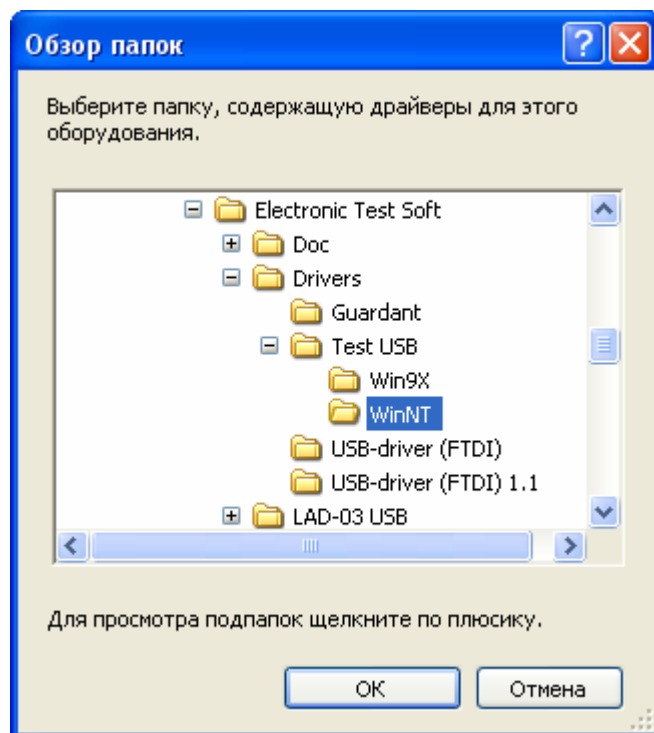 Обзор папок
Выберите папку, содержащую драйверы для этого
оборудования.
Electronic Test Soft
Doc
Drivers
Guardant
Test USB
Win9X
WinNT
USB-driver (FTDI)
USB-driver (FTDI) 1.1
LAD-03 USB
Для просмотра подпапок щелкните по плюсику.
ОК
Отмена